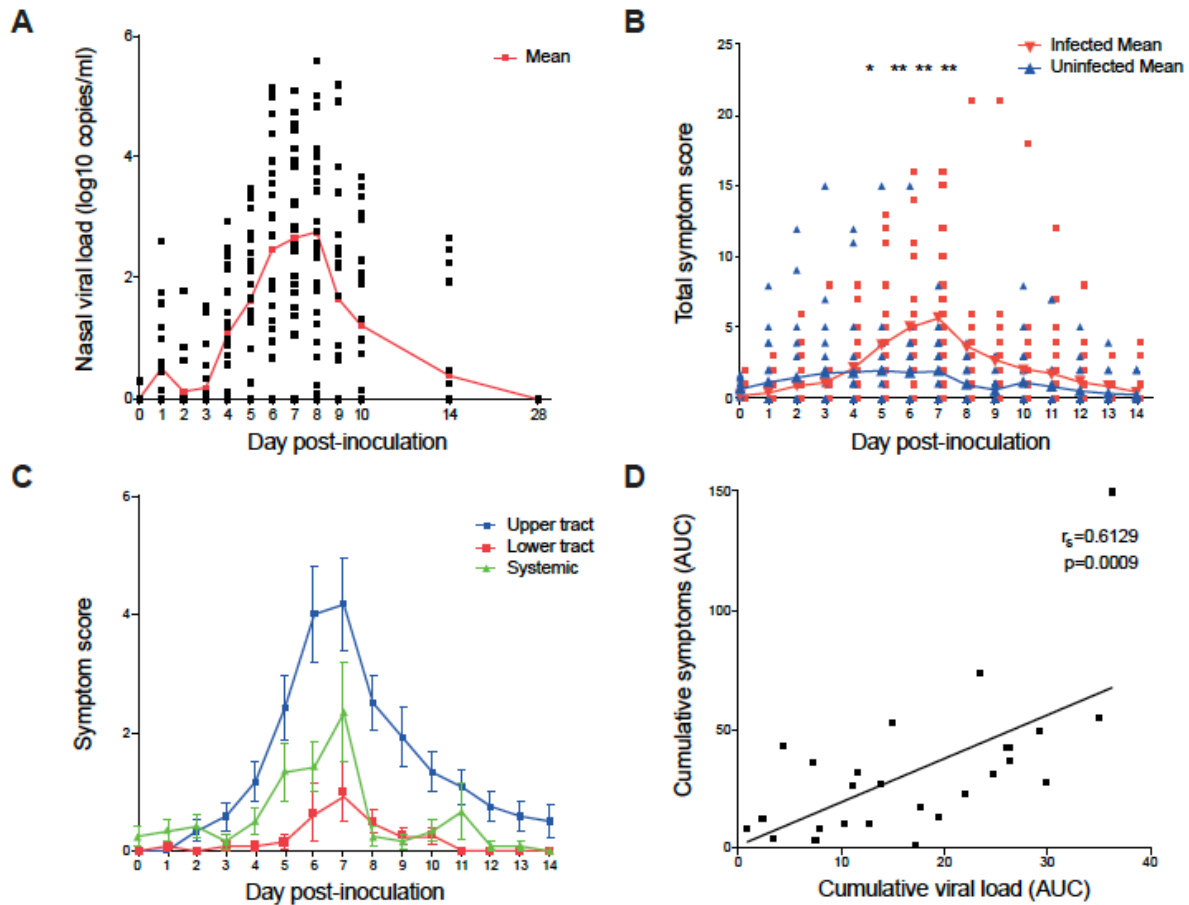 A
Nasal viral load (log10 copies/ml)
6
4
2
0
Mean
0 1 2 3 4 5 6 7 8 9 10 14 28
Day post-inoculation
B
Total symptom score
25
20
15
10
5
0
Infected Mean
Uninfected Mean
* ** ** **
0 1 2 3 4 5 6 7 8 9 10 11 12 13 14
Day post-inoculation
C
Symptom score
6
4
2
0
Upper tract
Lower tract
Systemic
0 1 2 3 4 5 6 7 8 9 10 11 12 13 14
Day post-inoculation
D
Cumulative symptoms (AUC)
150
100
50
0
rs=0.6129
p=0.0009
0 10 20 30 40
Cumulative viral load (AUC)